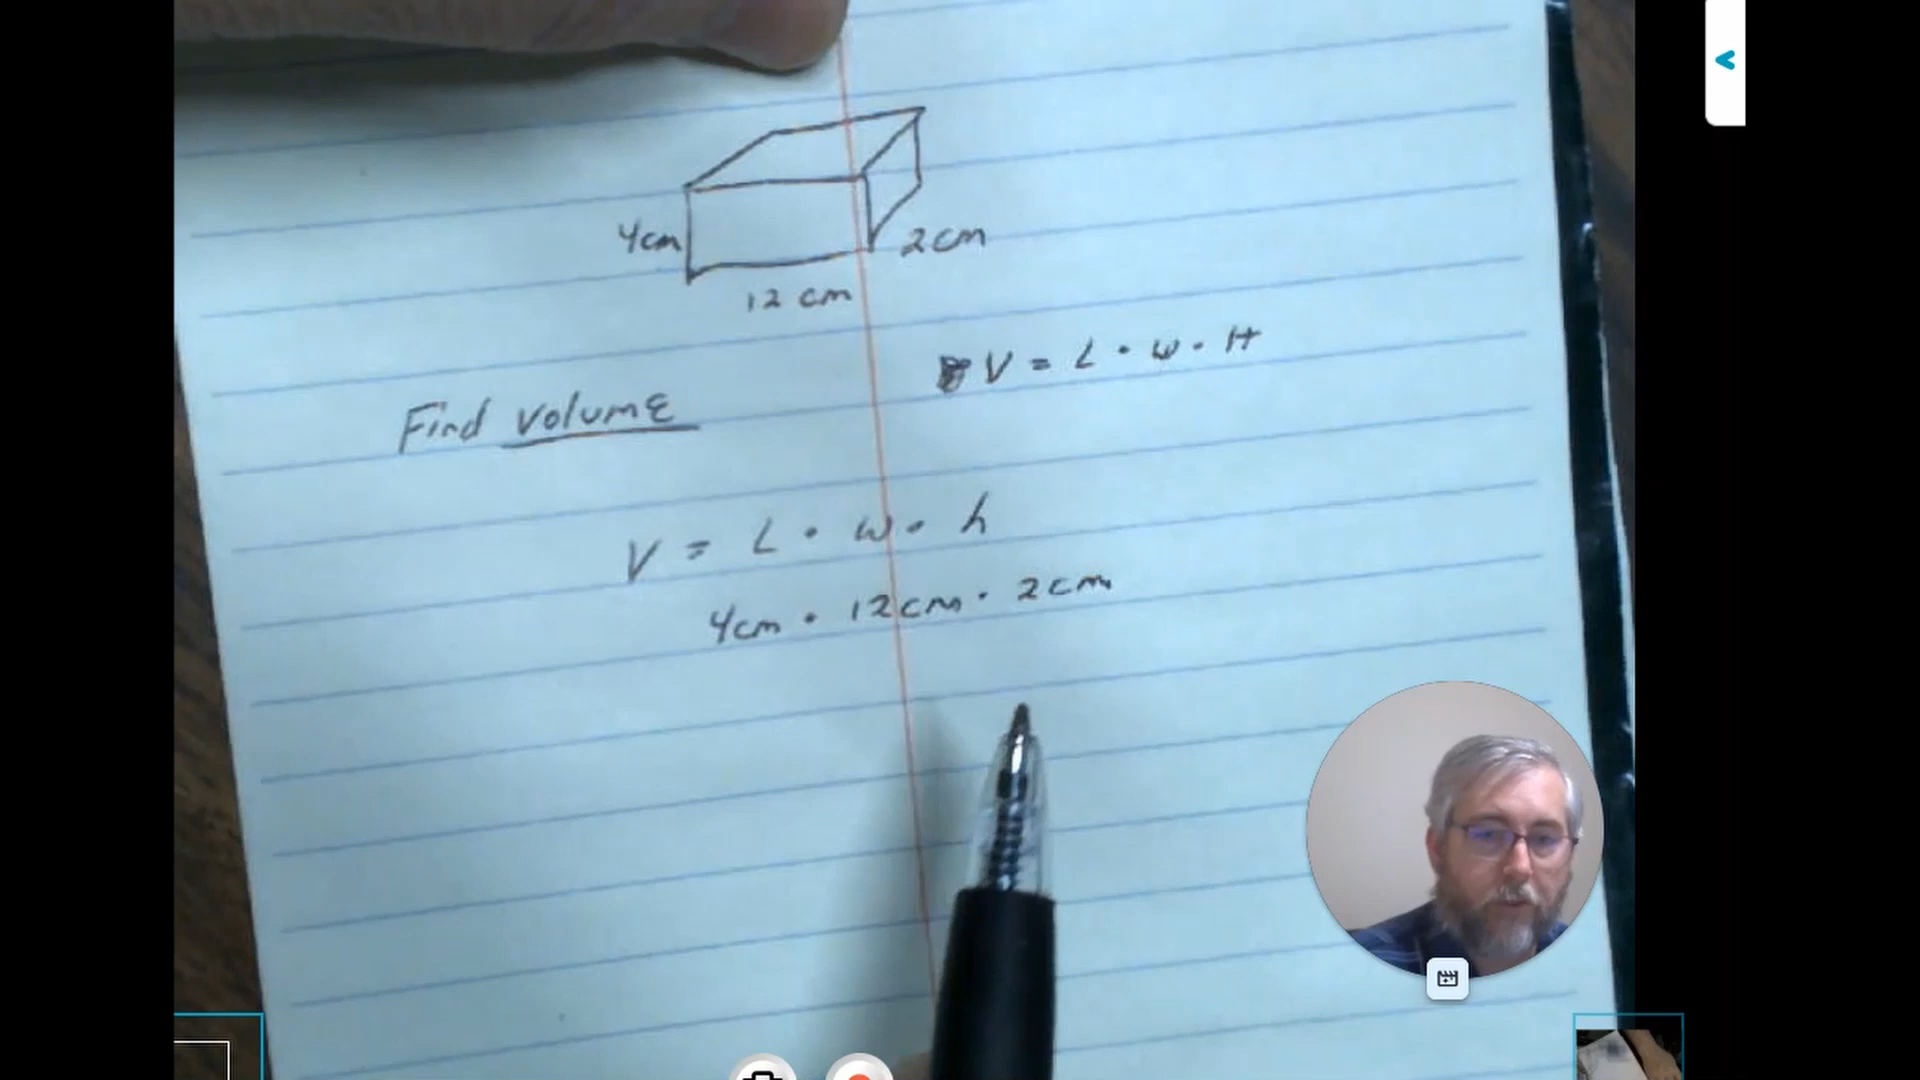 4cm
2cm
12 cm
V = L · w · H
Find volume
V = L · w · h
4cm · 12cm · 2cm